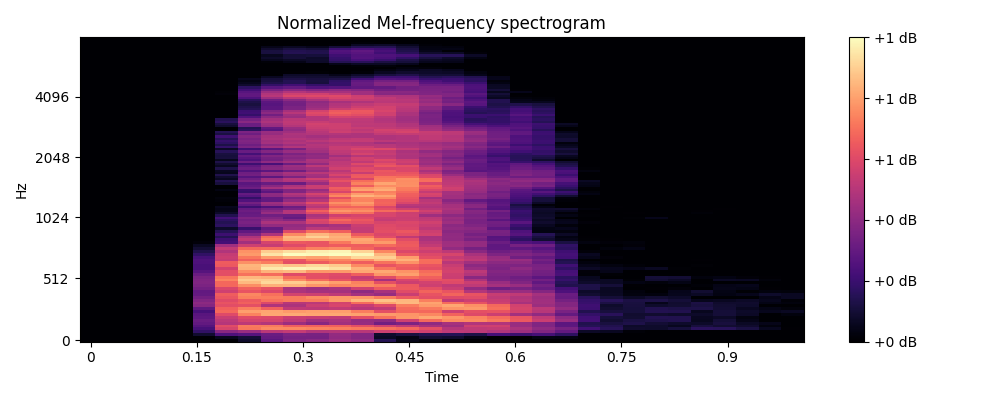 Normalized Mel-frequency spectrogram
Hz
4096
2048
1024
512
0
0 0.15 0.3 0.45 0.6 0.75 0.9
Time
+1 dB
+1 dB
+1 dB
+0 dB
+0 dB
+0 dB